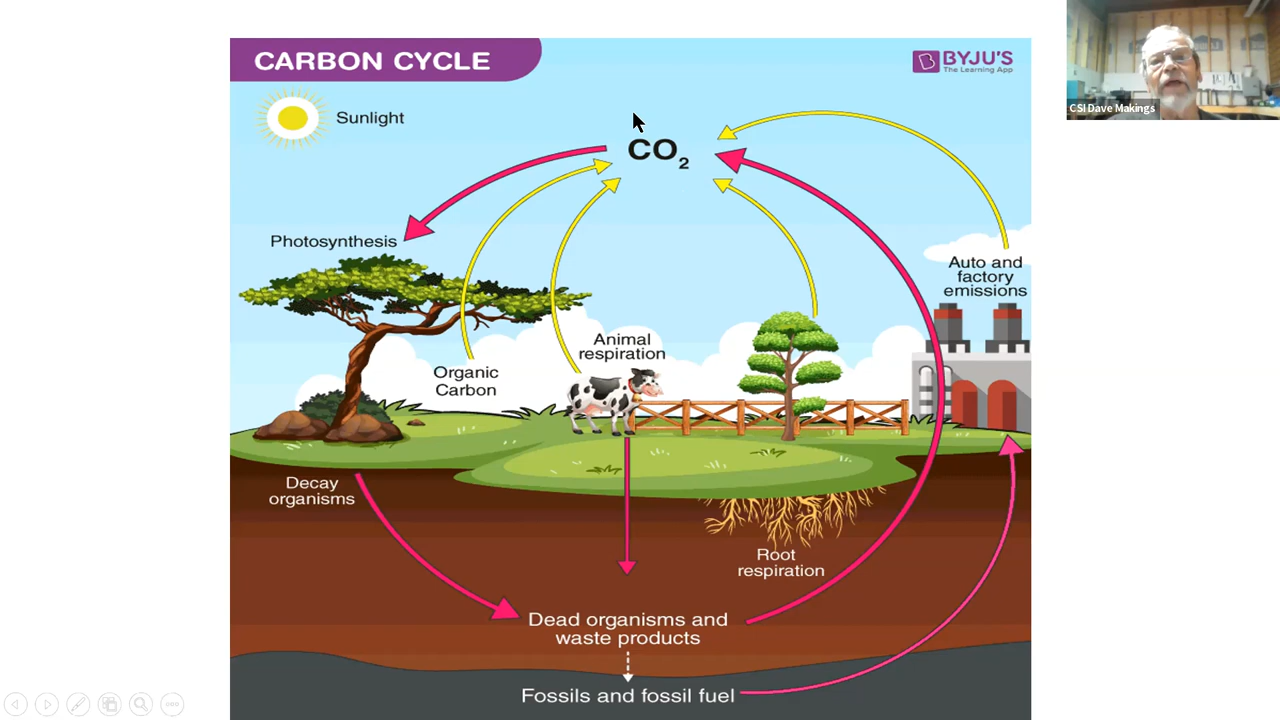 CARBON CYCLE
BYJU'S
The Learning App
CSI Dave Makings
Sunlight
CO₂
Photosynthesis
Auto and
factory
emissions
Animal
respiration
Organic
Carbon
Decay
organisms
Root
respiration
Dead organisms and
waste products
Fossils and fossil fuel